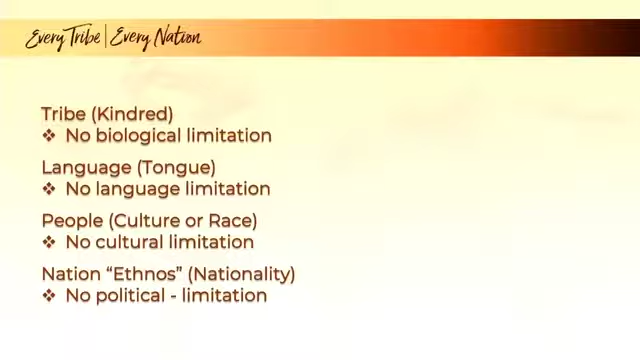 Every Tribe | Every Nation
Tribe (Kindred)
❖ No biological limitation
Language (Tongue)
❖ No language limitation
People (Culture or Race)
❖ No cultural limitation
Nation “Ethnos” (Nationality)
❖ No political - limitation